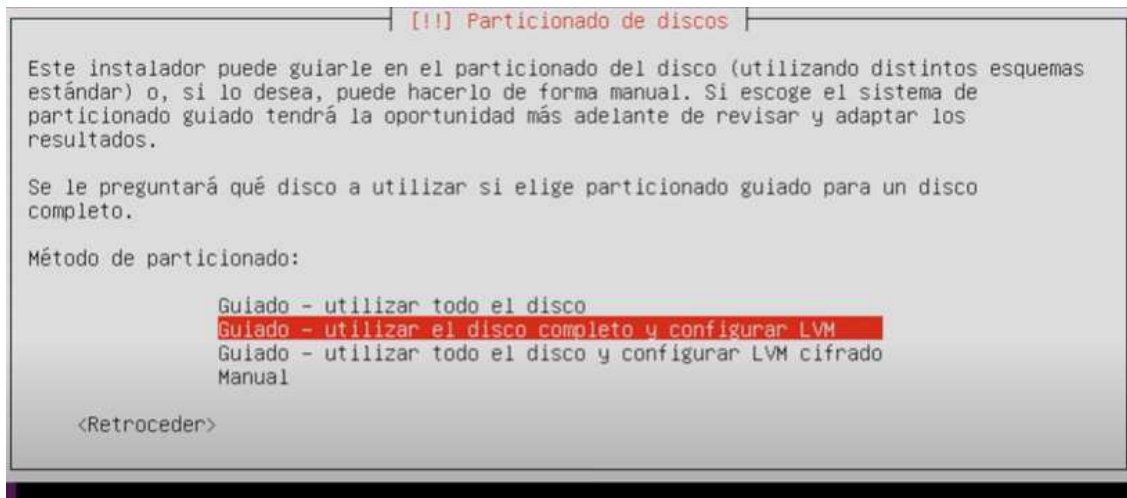 [!!] Particionado de discos
Este instalador puede guiarle en el particionado del disco (utilizando distintos esquemas
estándar) o, si lo desea, puede hacerlo de forma manual. Si escoge el sistema de
particionado guiado tendrá la oportunidad más adelante de revisar y adaptar los
resultados.
Se le preguntará qué disco a utilizar si elige particionado guiado para un disco
completo.
Método de particionado:
Guiado – utilizar todo el disco
Guiado – utilizar el disco completo y configurar LVM
Guiado – utilizar todo el disco y configurar LVM cifrado
Manual
<Retroceder>